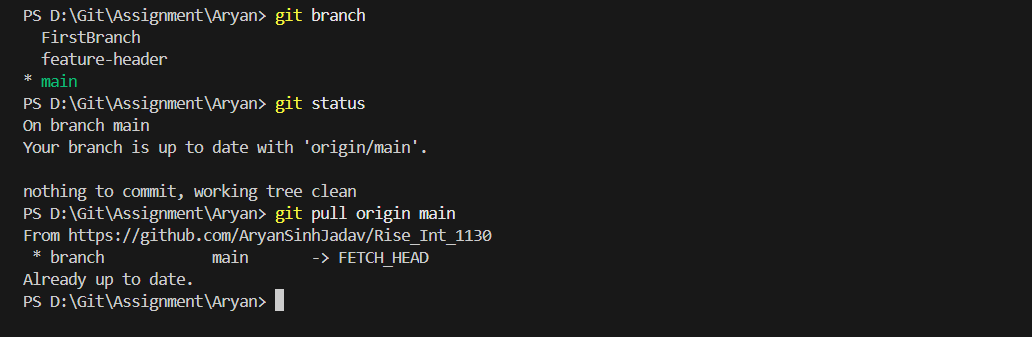 PS D:\Git\Assignment\Aryan> git branch
  FirstBranch
  feature-header
* main
PS D:\Git\Assignment\Aryan> git status
On branch main
Your branch is up to date with 'origin/main'.

nothing to commit, working tree clean
PS D:\Git\Assignment\Aryan> git pull origin main
From https://github.com/AryanSinhJadav/Rise_Int_1130
 * branch            main       -> FETCH_HEAD
Already up to date.
PS D:\Git\Assignment\Aryan>